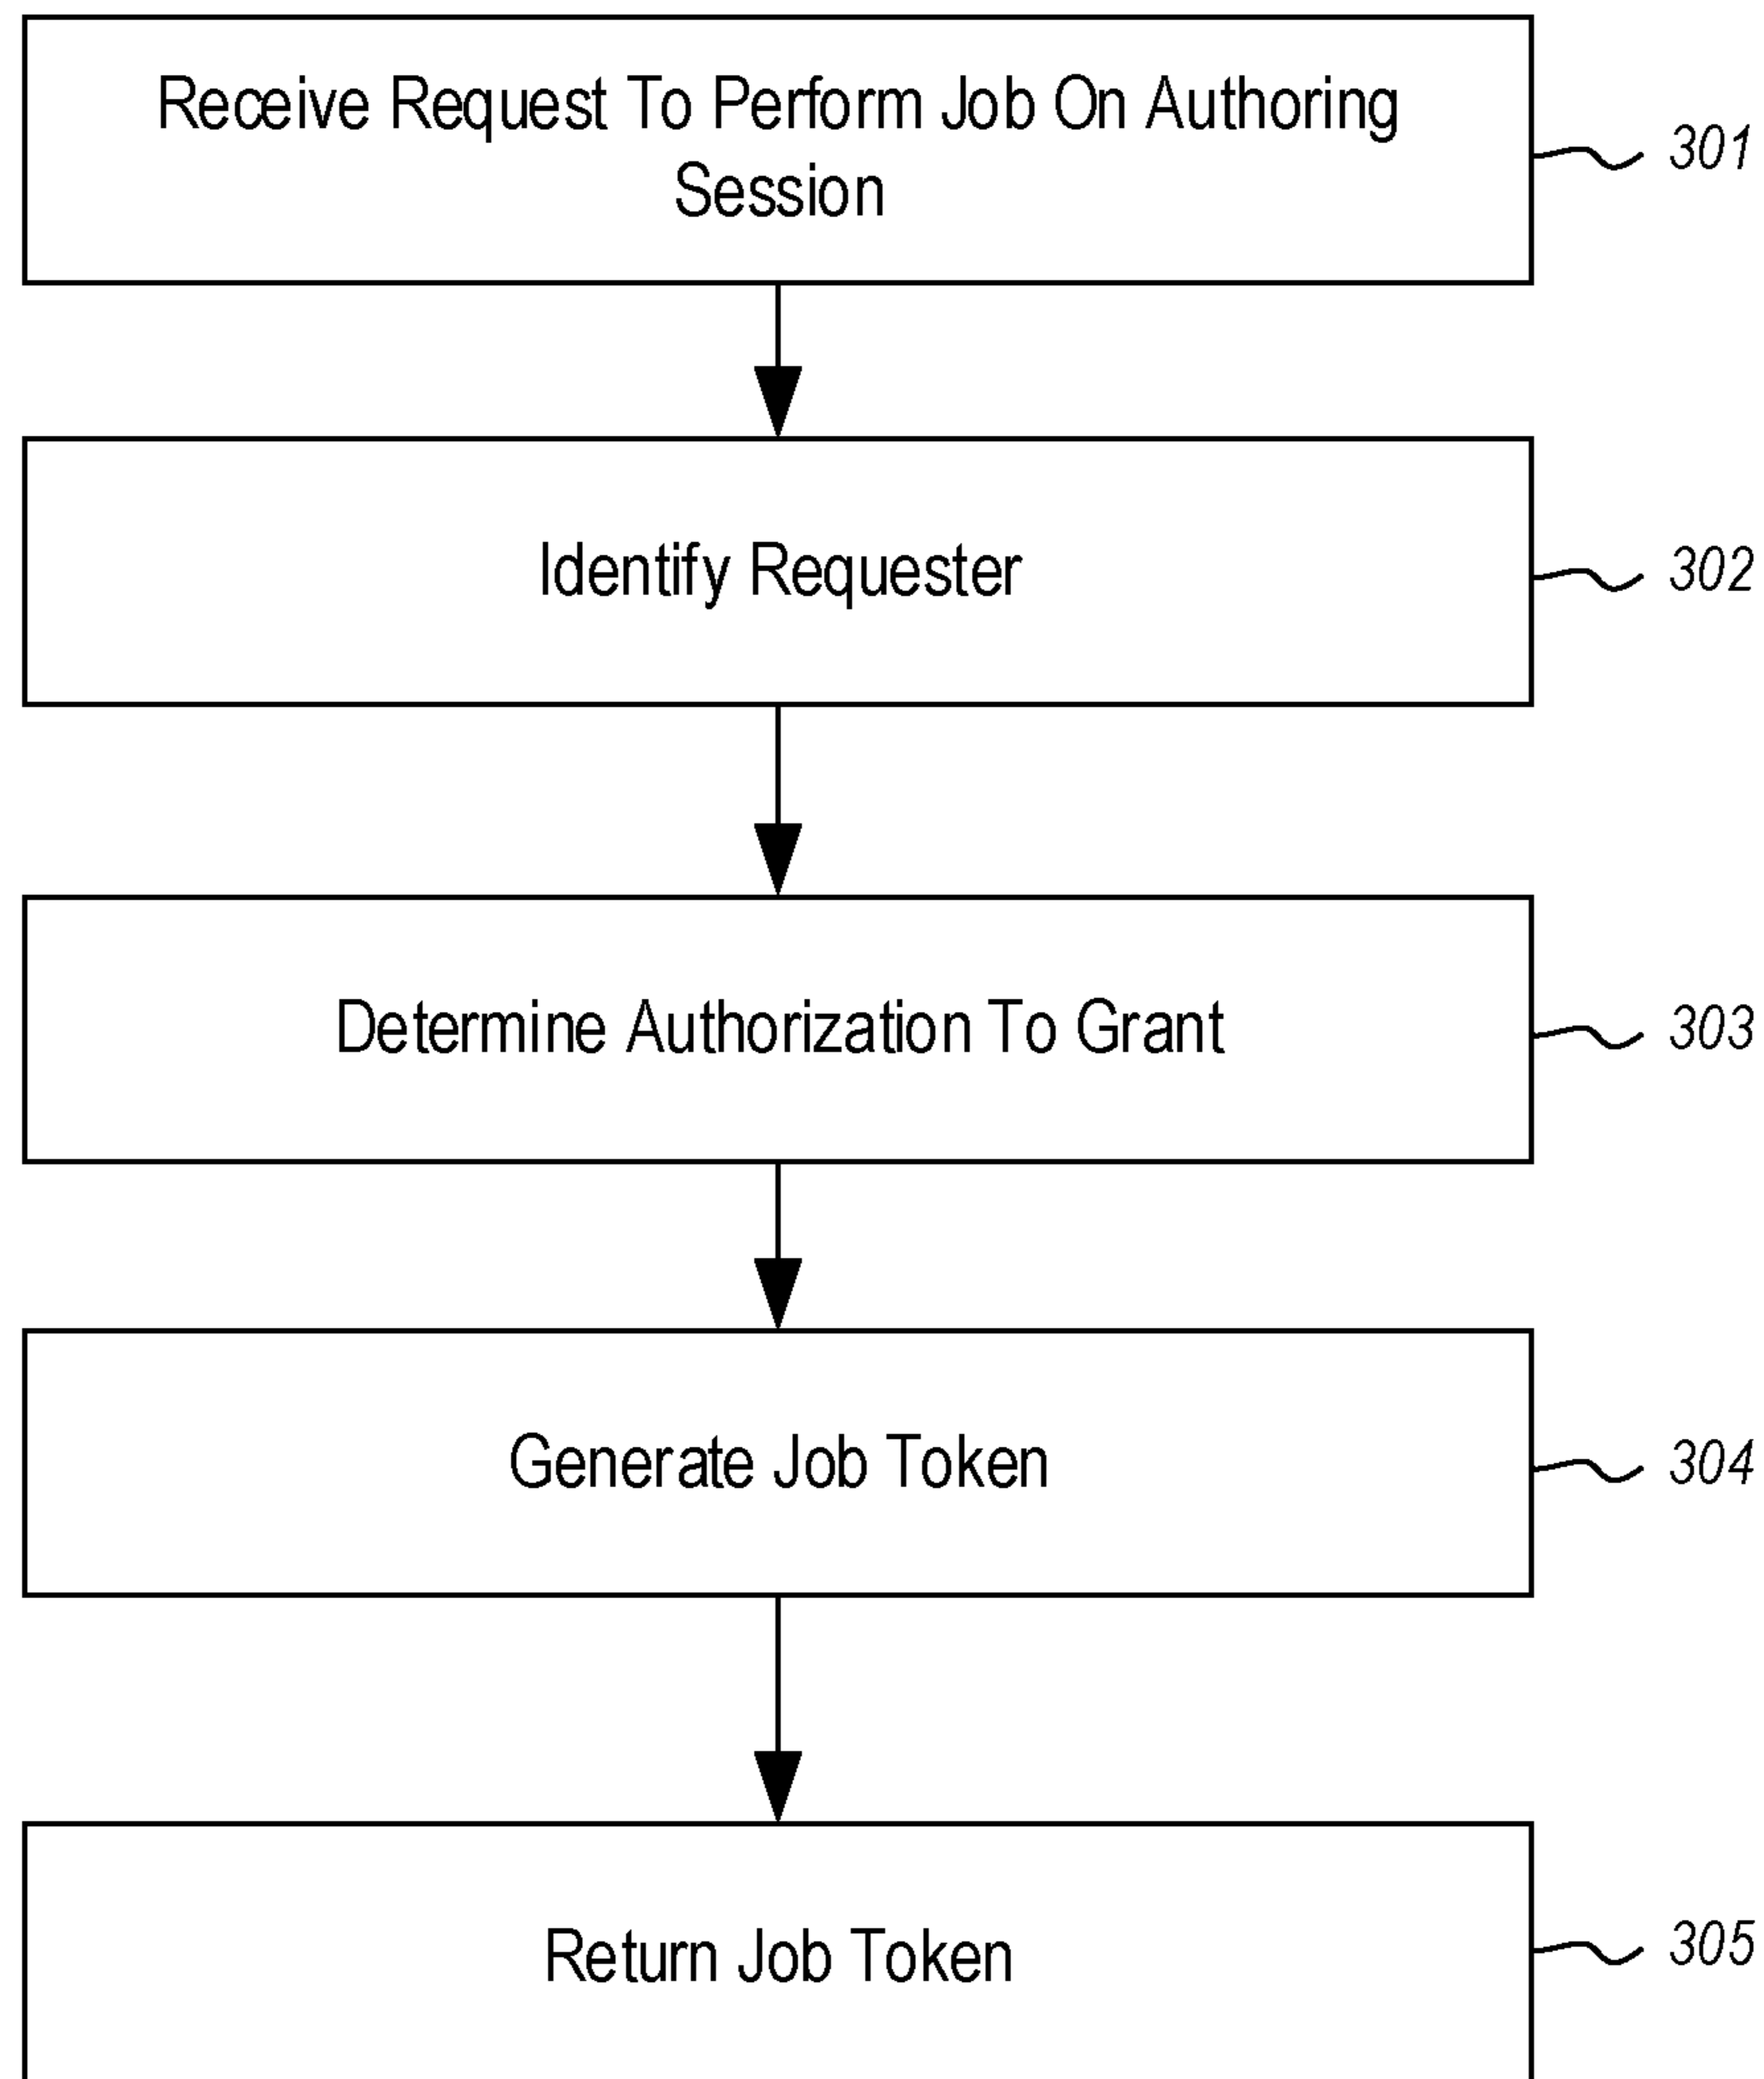 Receive Request To Perform Job On Authoring
Session
301
Identify Requester
302
Determine Authorization To Grant
303
Generate Job Token
304
Return Job Token
305